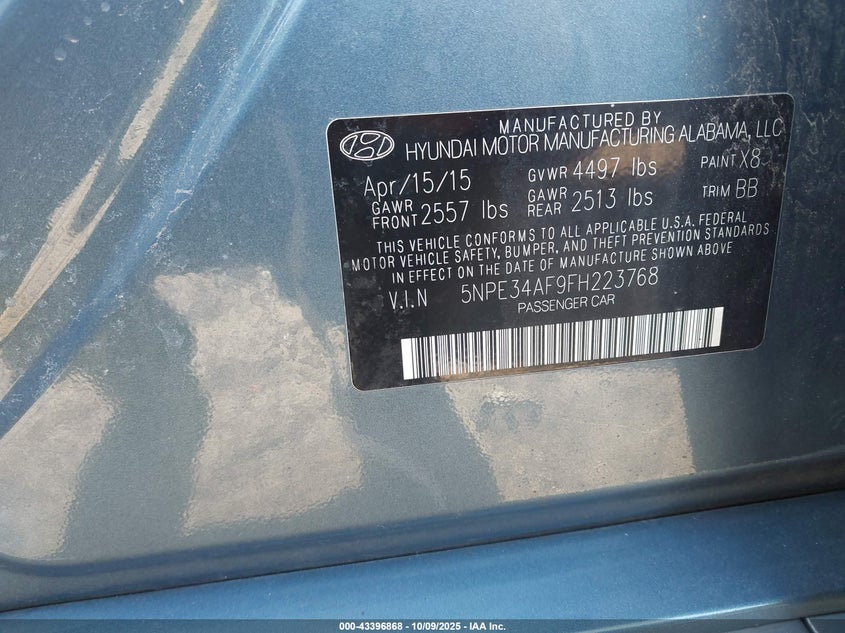 MANUFACTURED BY
HYUNDAI MOTOR MANUFACTURING ALABAMA, LLC
Apr/15/15 GVWR 4497 lbs PAINT X8
GAWR FRONT 2557 lbs GAWR REAR 2513 lbs TRIM BB
THIS VEHICLE CONFORMS TO ALL APPLICABLE U.S.A. FEDERAL
MOTOR VEHICLE SAFETY, BUMPER, AND THEFT PREVENTION STANDARDS
IN EFFECT ON THE DATE OF MANUFACTURE SHOWN ABOVE
V.I.N 5NPE34AF9FH223768
PASSENGER CAR
000-43396868 - 10/09/2025 - IAA Inc.